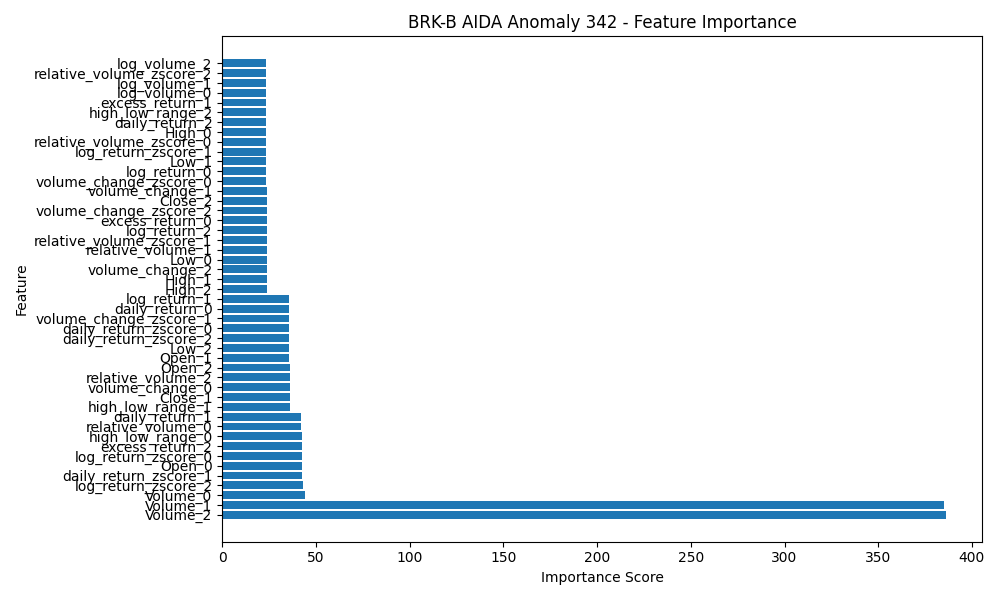 BRK-B AIDA Anomaly 342 - Feature Importance
log_volume_2
relative_volume_zscore_2
log_volume_1
log_volume_0
excess_return_1
high_low_range_2
daily_return_2
High_0
relative_volume_zscore_0
log_return_zscore_1
Low_1
log_return_0
volume_change_zscore_0
volume_change_1
Close_2
volume_change_zscore_2
excess_return_0
log_return_2
relative_volume_zscore_1
relative_volume_1
Low_0
volume_change_2
High_1
High_2
log_return_1
daily_return_0
volume_change_zscore_1
daily_return_zscore_0
daily_return_zscore_2
Low_2
Open_1
Open_2
relative_volume_2
volume_change_0
Close_1
high_low_range_1
daily_return_1
relative_volume_0
high_low_range_0
excess_return_2
log_return_zscore_0
Open_0
daily_return_zscore_1
log_return_zscore_2
Volume_0
Volume_1
Volume_2
Feature
0 50 100 150 200 250 300 350 400
Importance Score